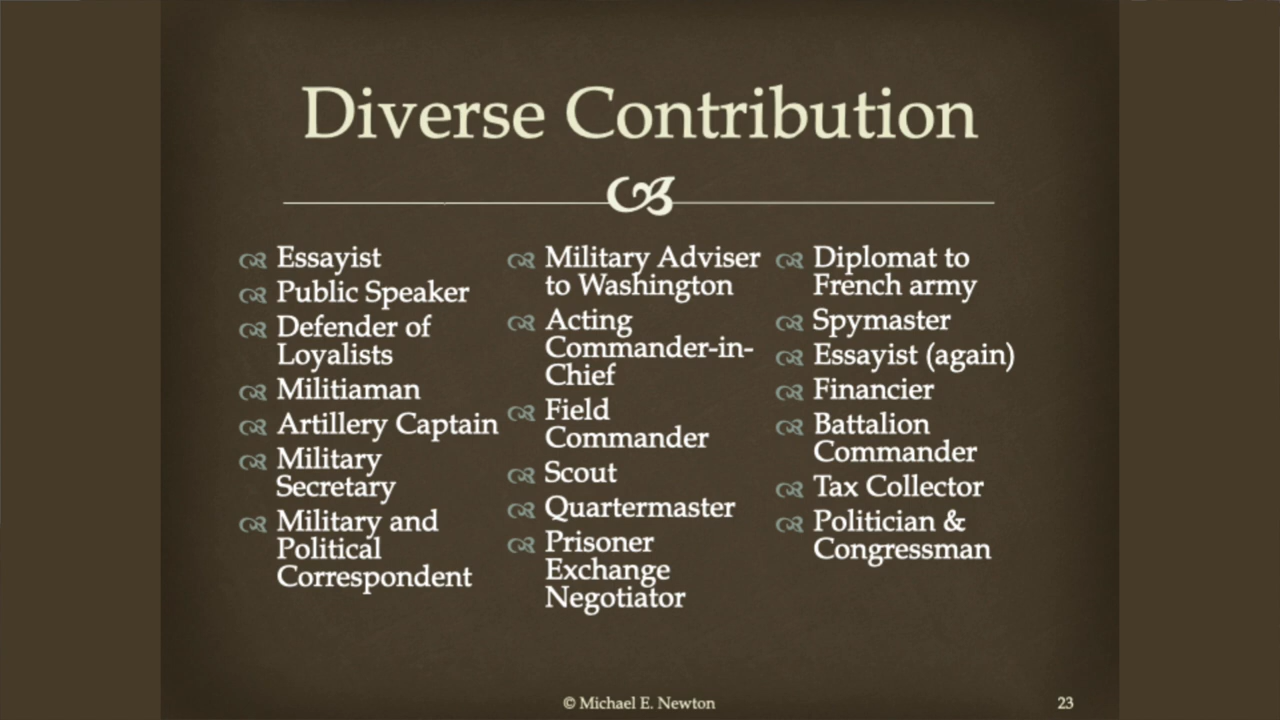 Diverse Contribution
Essayist
Public Speaker
Defender of
Loyalists
Militiaman
Artillery Captain
Military
Secretary
Military and
Political
Correspondent
Military Adviser
to Washington
Acting
Commander-in-
Chief
Field
Commander
Scout
Quartermaster
Prisoner
Exchange
Negotiator
Diplomat to
French army
Spymaster
Essayist (again)
Financier
Battalion
Commander
Tax Collector
Politician &
Congressman
© Michael E. Newton
23